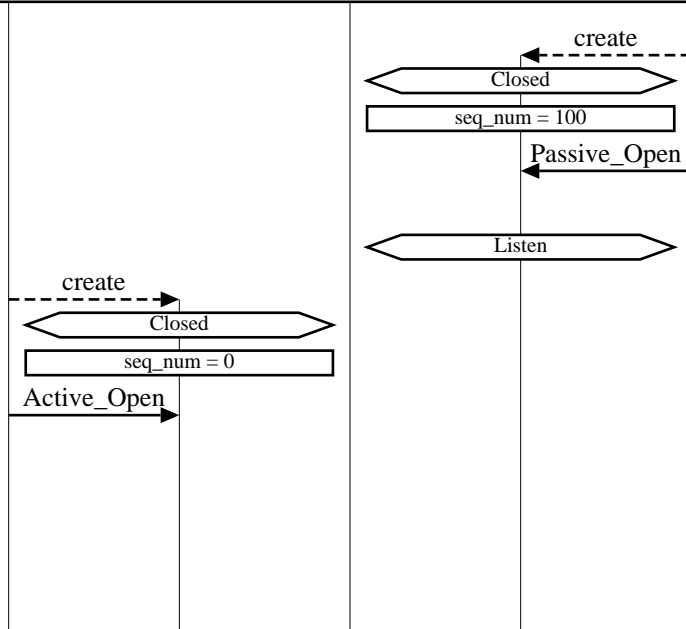 create
Closed
seq_num = 100
Passive_Open
Listen
create
Closed
seq_num = 0
Active_Open